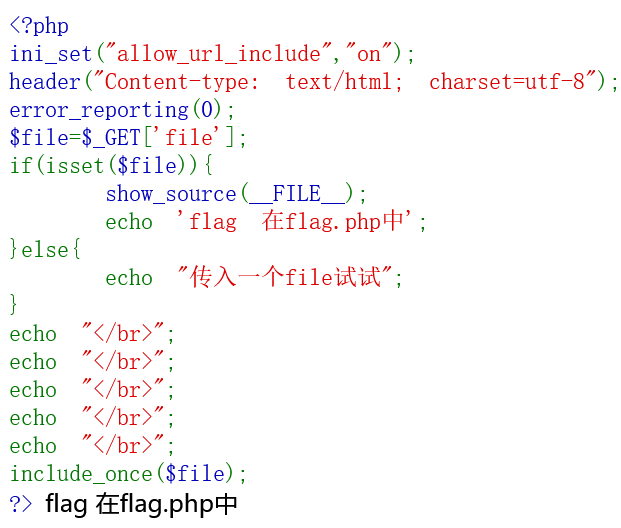 <?php
ini_set("allow_url_include","on");
header("Content-type: text/html; charset=utf-8");
error_reporting(0);
$file=$_GET['file'];
if(isset($file)){
        show_source(__FILE__);
        echo 'flag 在flag.php中';
}else{
        echo "传入一个file试试";
}
echo "</br>";
echo "</br>";
echo "</br>";
echo "</br>";
echo "</br>";
include_once($file);
?> flag 在flag.php中